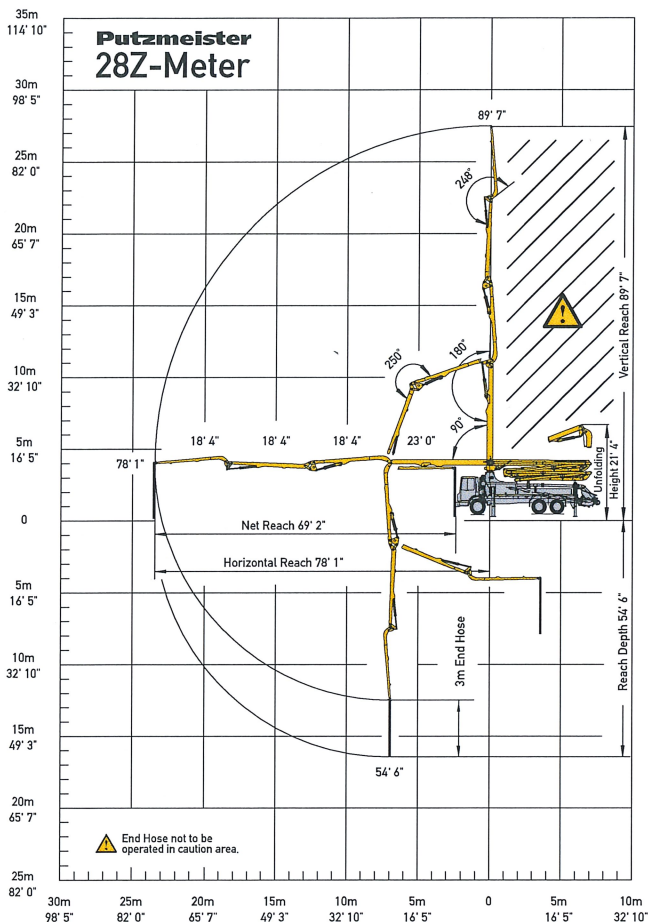 Putzmeister
28Z-Meter
35m
114' 10"
30m
98' 5"
25m
82' 0"
20m
65' 7"
15m
49' 3"
10m
32' 10"
5m
16' 5"
0
5m
16' 5"
10m
32' 10"
15m
49' 3"
20m
65' 7"
25m
82' 0"
89' 7"
248°
Vertical Reach 89' 7"
250°
180°
90°
18' 4"
18' 4"
18' 4"
23' 0"
78' 1"
Unfolding
Height 21' 4"
Net Reach 69' 2"
Horizontal Reach 78' 1"
3m End Hose
Reach Depth 54' 6"
54' 6"
!
!
End Hose not to be
operated in caution area.
30m 25m 20m 15m 10m 5m 0 5m 10m
98' 5" 82' 0" 65' 7" 49' 3" 32' 10" 16' 5" 16' 5" 32' 10"